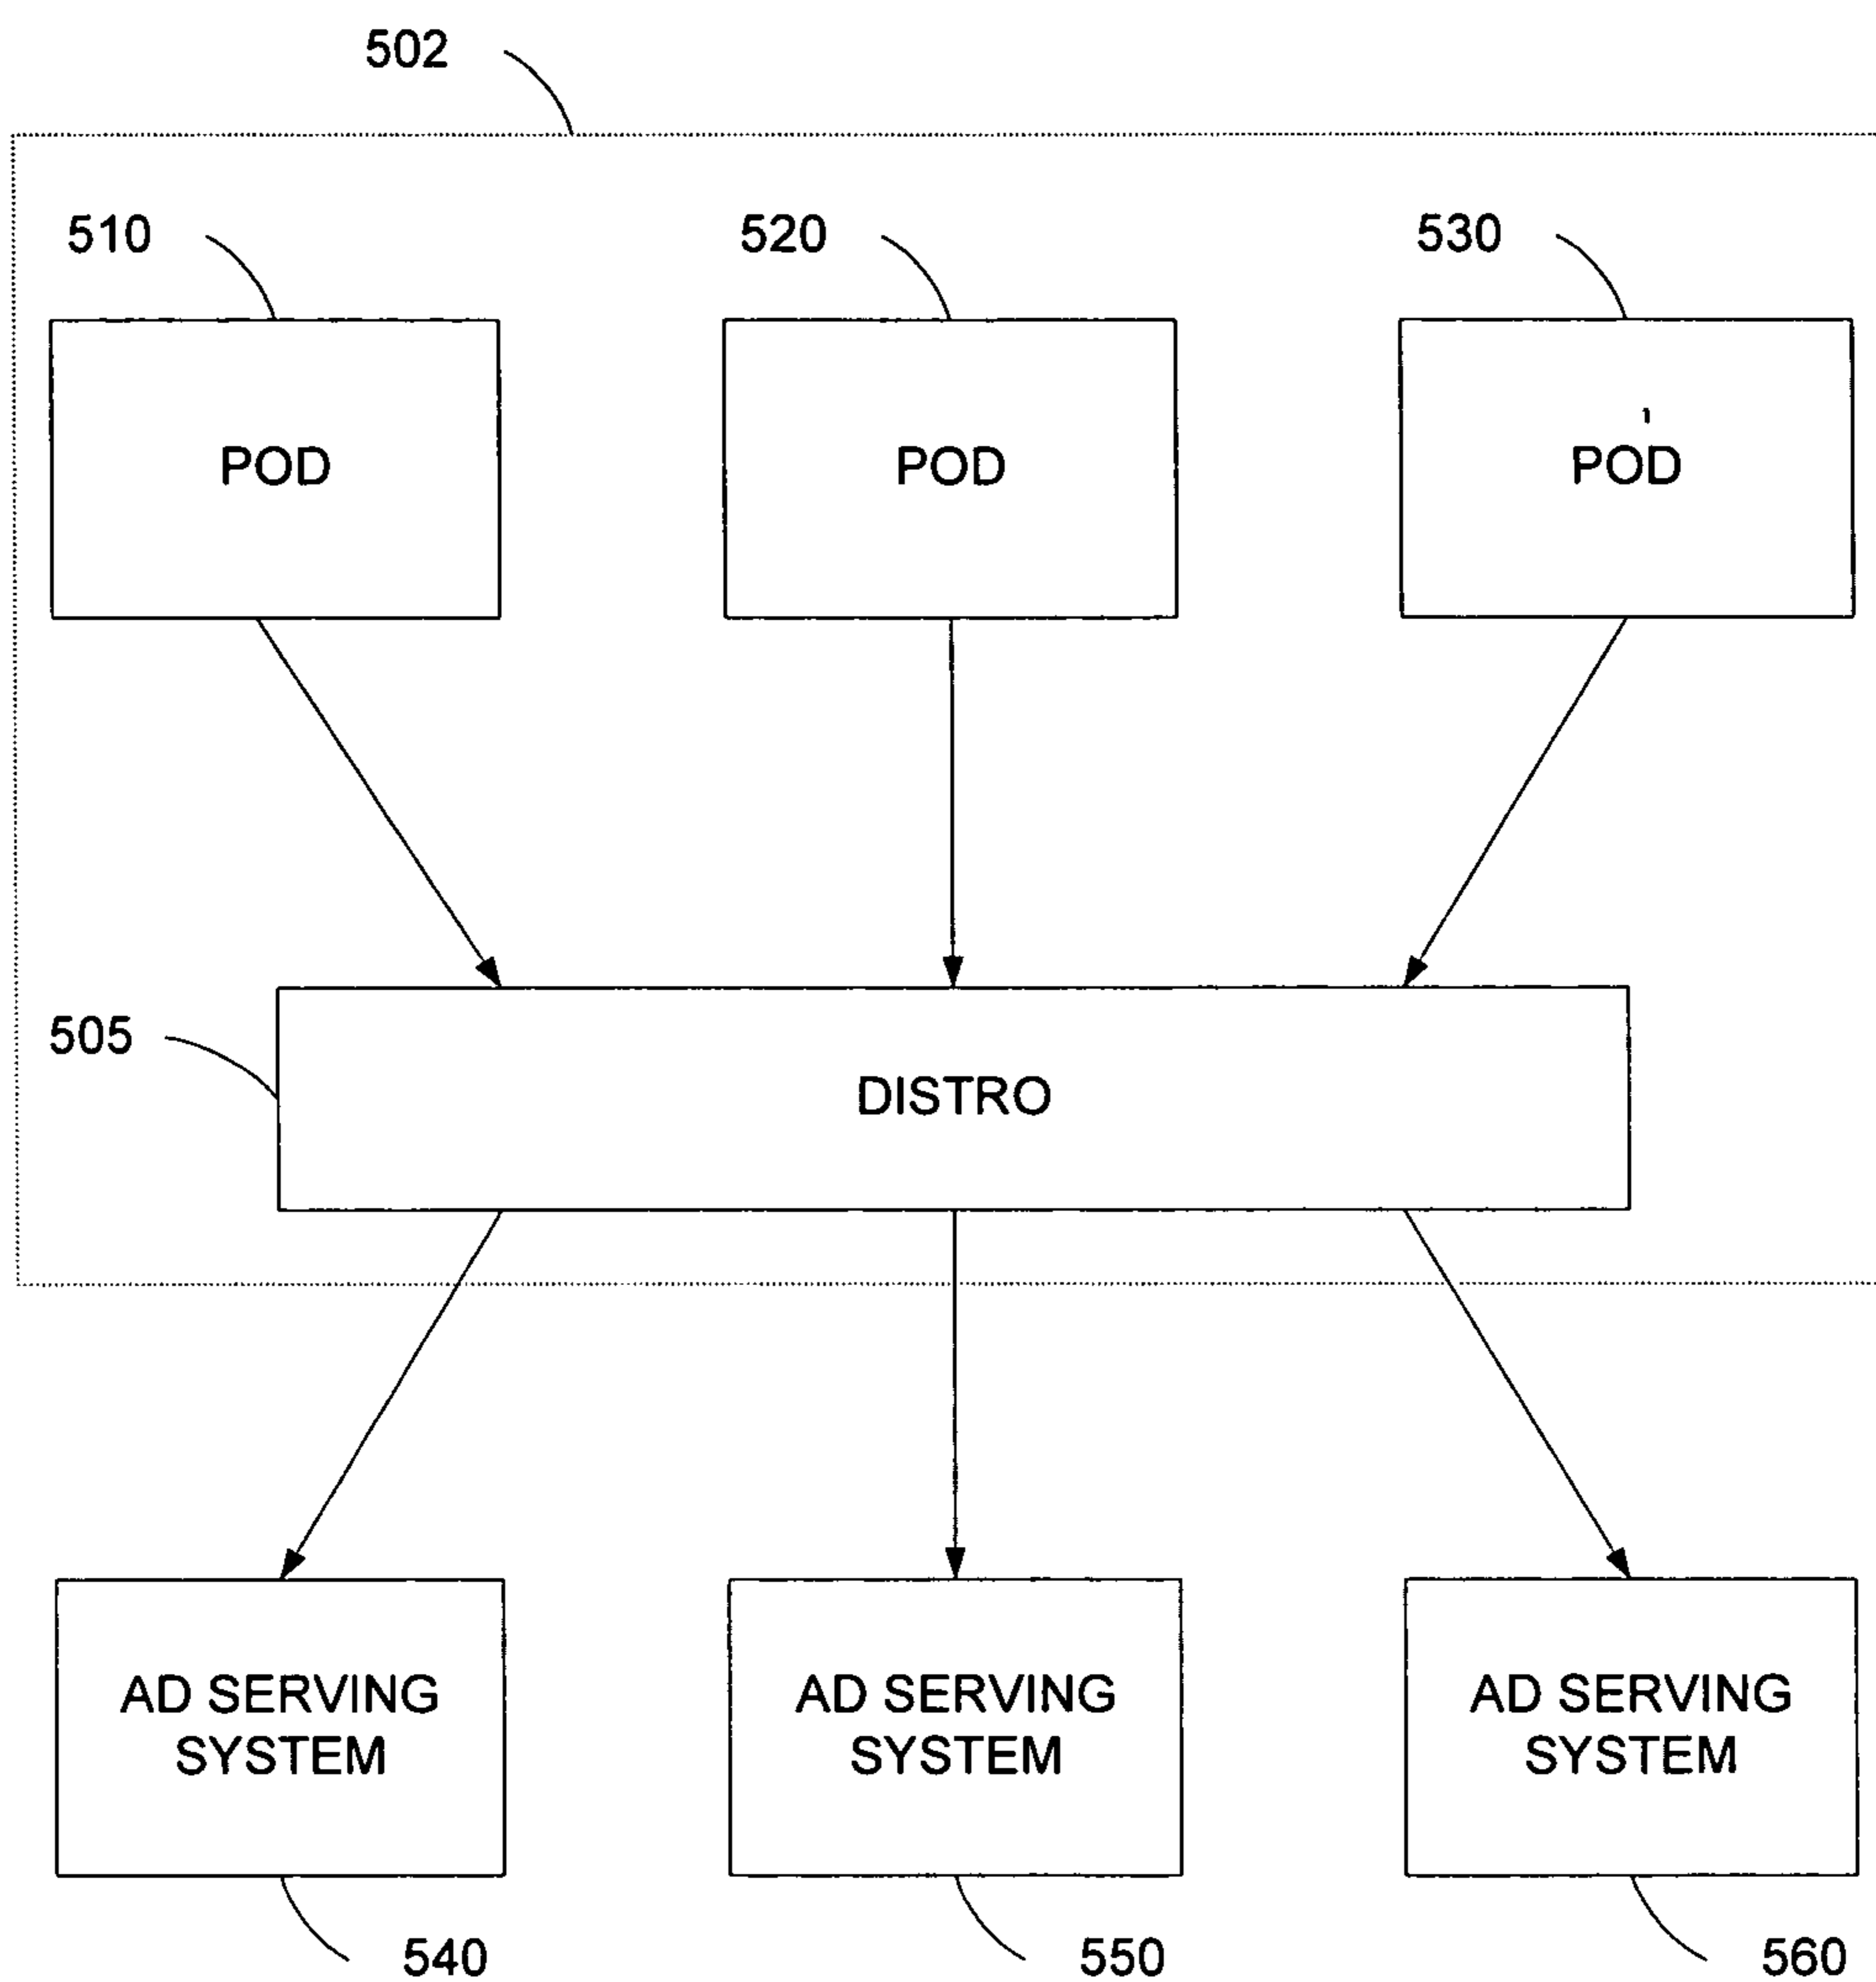 502
510
520
530
POD
POD
POD
505
DISTRO
AD SERVING
SYSTEM
AD SERVING
SYSTEM
AD SERVING
SYSTEM
540
550
560